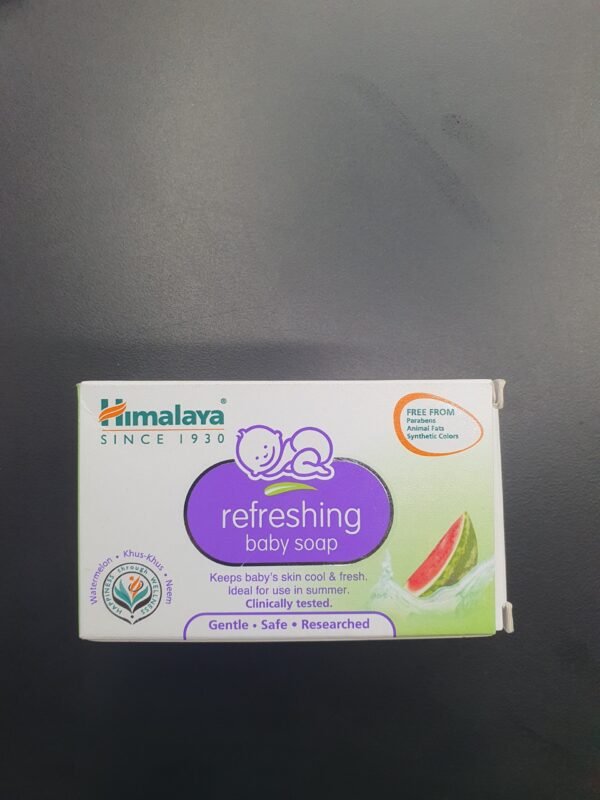 Himalaya®
SINCE 1930
FREE FROM
Parabens
Animal Fats
Synthetic Colors
refreshing
baby soap
Keeps baby's skin cool & fresh.
Ideal for use in summer.
Clinically tested.
Gentle • Safe • Researched
Watermelon • Khus-Khus • Neem
HAPPINESS through WELLNESS